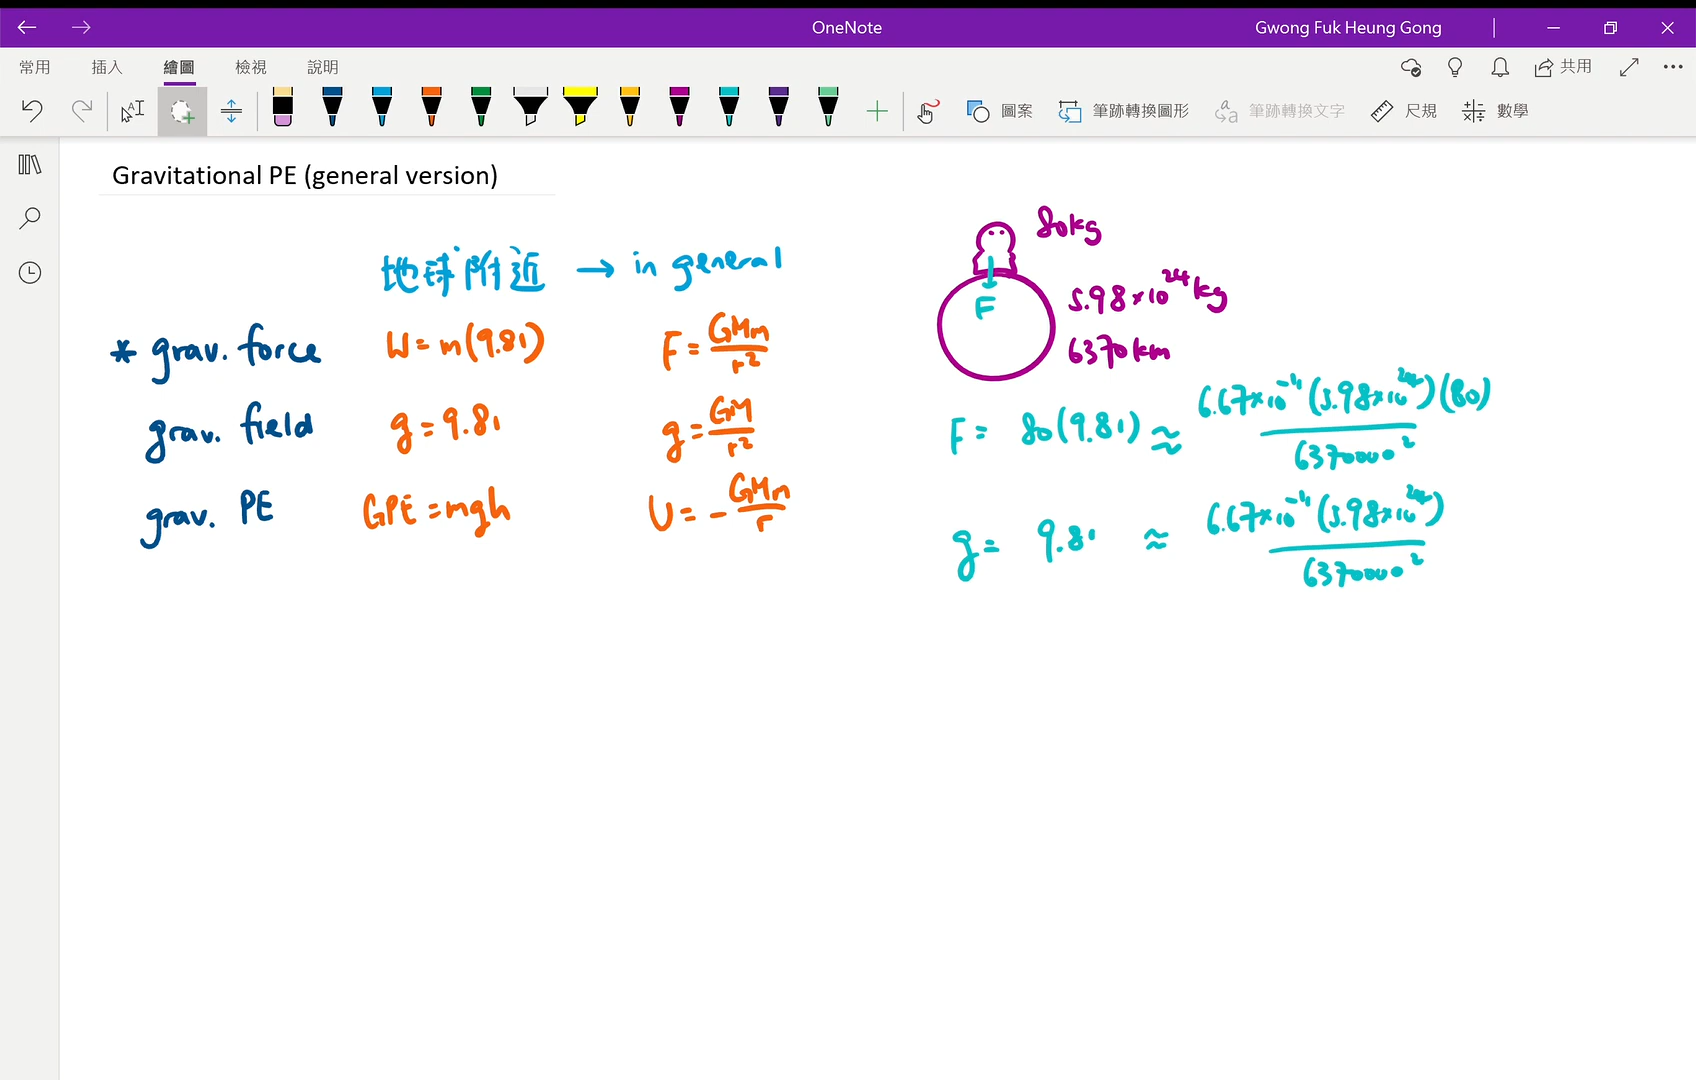 OneNote
Gwong Fuk Heung Gong
常用 插入 繪圖 檢視 說明
共用
圖案 筆跡轉換圖形 筆跡轉換文字 尺規 數學
Gravitational PE (general version)
地球附近 → in general
* grav. force W = m(9.81) F = GMm/r²
grav. field g = 9.81 g = GM/r²
grav. PE GPE = mgh U = - GMm/r
80kg
F
5.98×10²⁴kg
6370km
F = 80(9.81) ≈ 6.67×10⁻¹¹(5.98×10²⁴)(80)/6370000²
g = 9.81 ≈ 6.67×10⁻¹¹(5.98×10²⁴)/6370000²